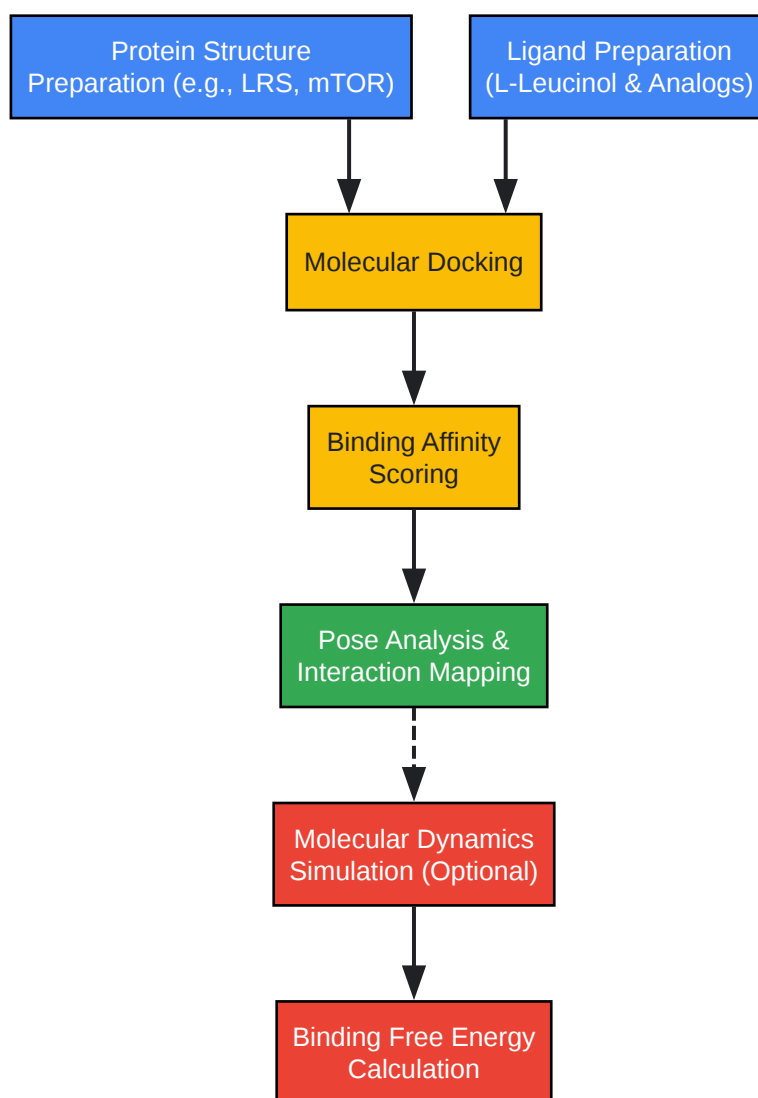 Protein Structure
Preparation (e.g., LRS, mTOR)
Ligand Preparation
(L-Leucinol & Analogs)
Molecular Docking
Binding Affinity
Scoring
Pose Analysis &
Interaction Mapping
Molecular Dynamics
Simulation (Optional)
Binding Free Energy
Calculation